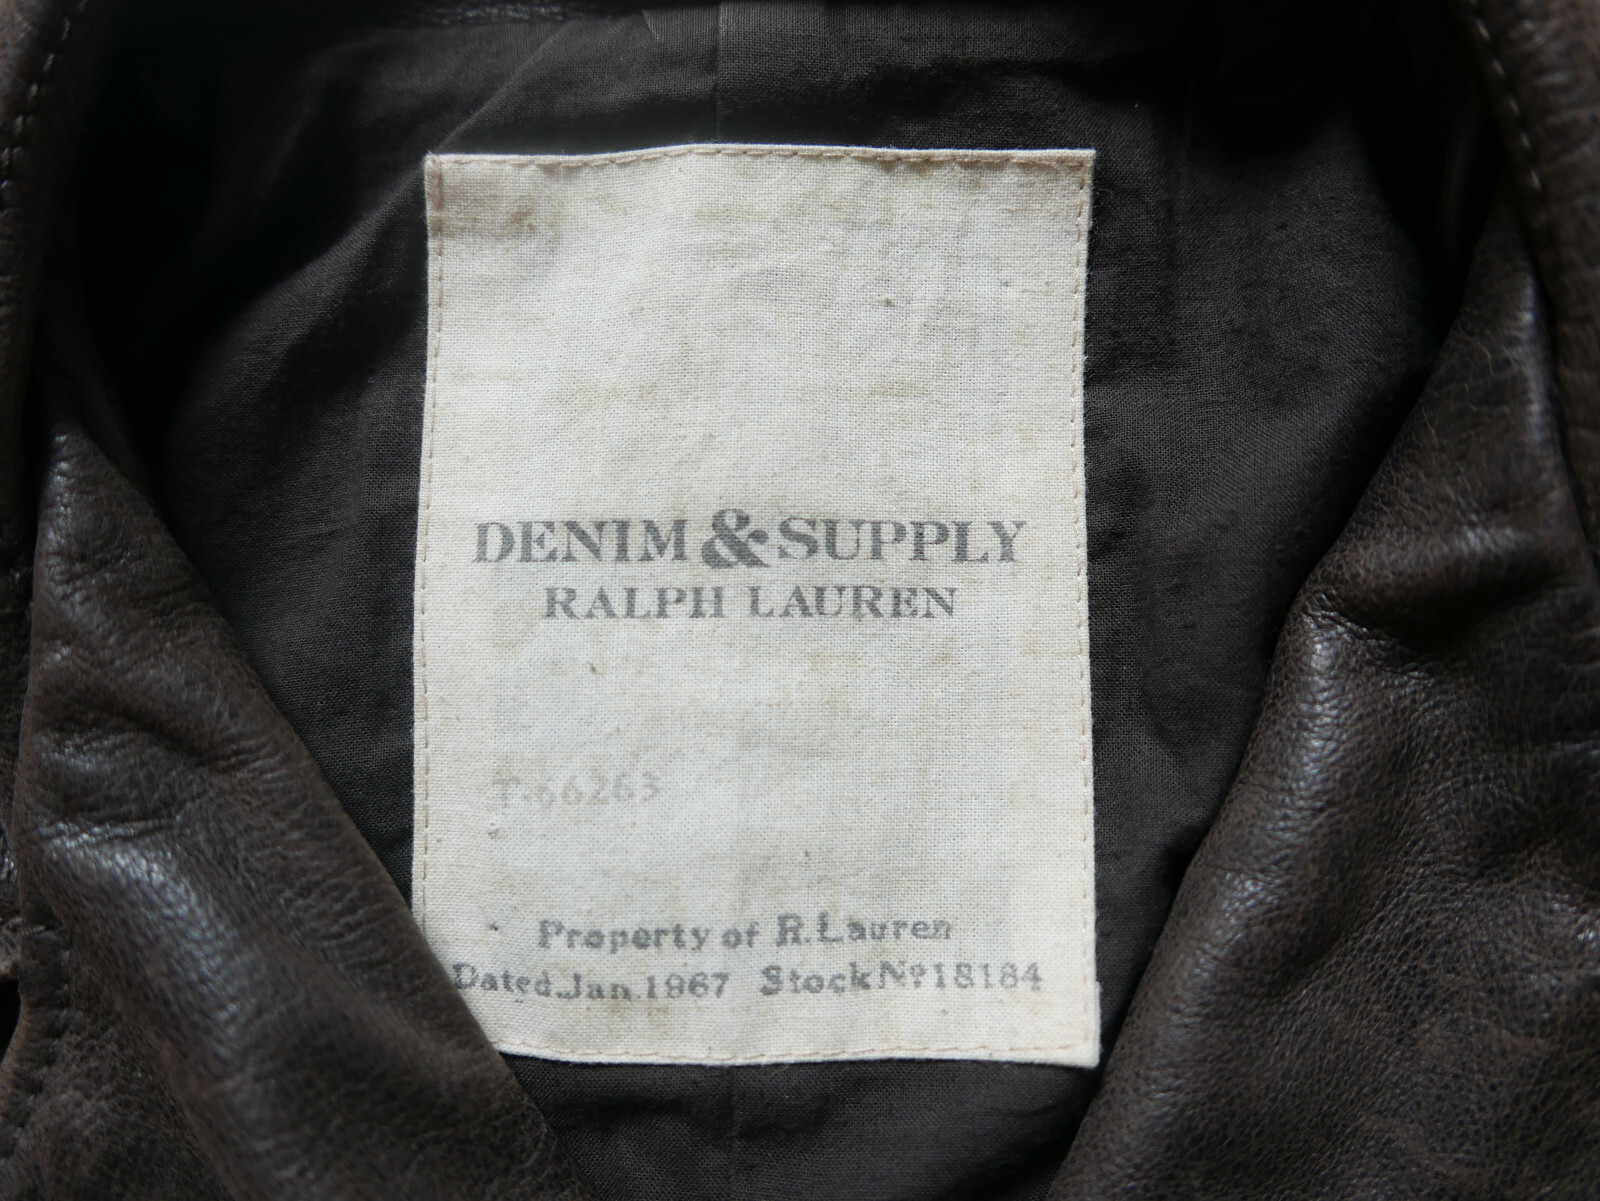 DENIM & SUPPLY
RALPH LAUREN
T-66263
Property of R. Lauren
Dated Jan. 1967 Stock No 18184